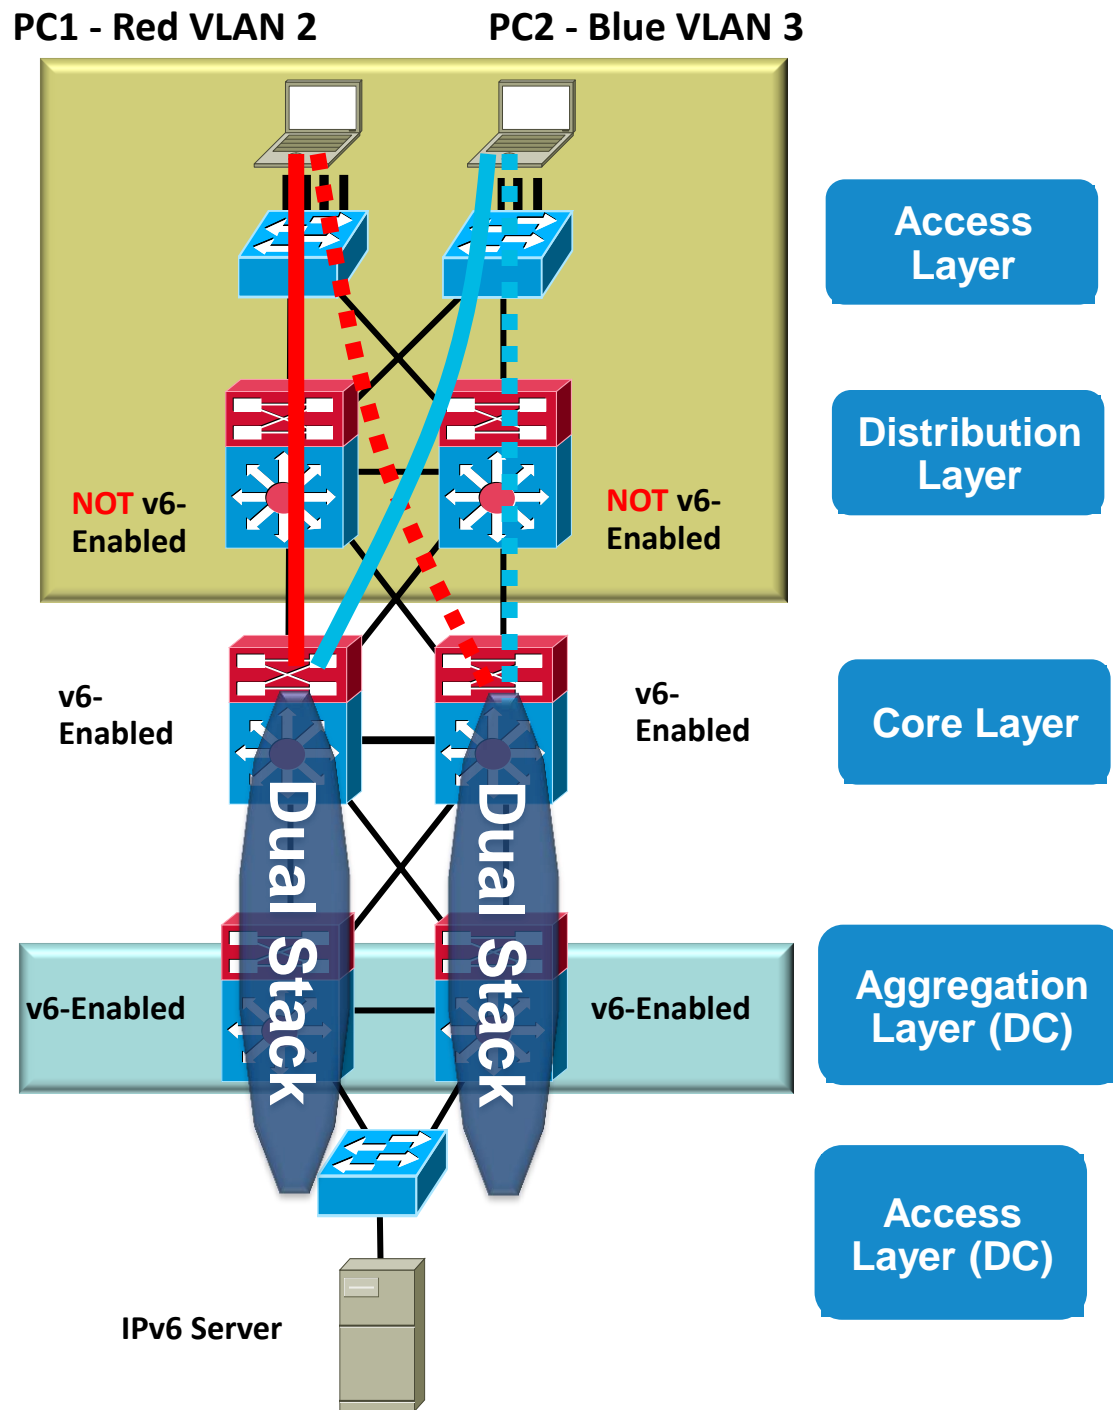 PC1 - Red VLAN 2
PC2 - Blue VLAN 3
Access
Layer
Distribution
Layer
NOT v6-
Enabled
NOT v6-
Enabled
v6-
Enabled
v6-
Enabled
Core Layer
Dual Stack
Dual Stack
v6-Enabled
v6-Enabled
Aggregation
Layer (DC)
Access
Layer (DC)
IPv6 Server